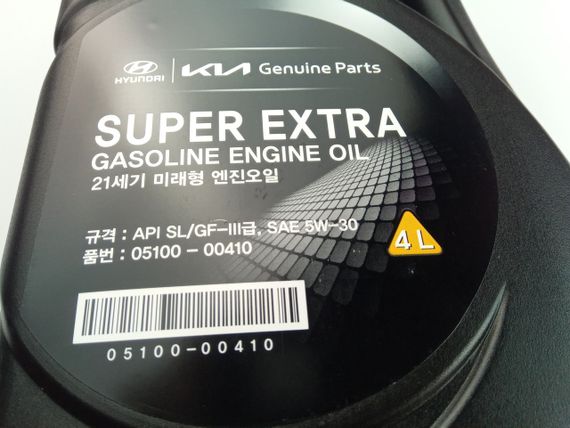 HYUNDAI KIA Genuine Parts
SUPER EXTRA
GASOLINE ENGINE OIL
21세기 미래형 엔진오일
규격 : API SL/GF-III급, SAE 5W-30
품번 : 05100 - 00410
4 L
05100-00410